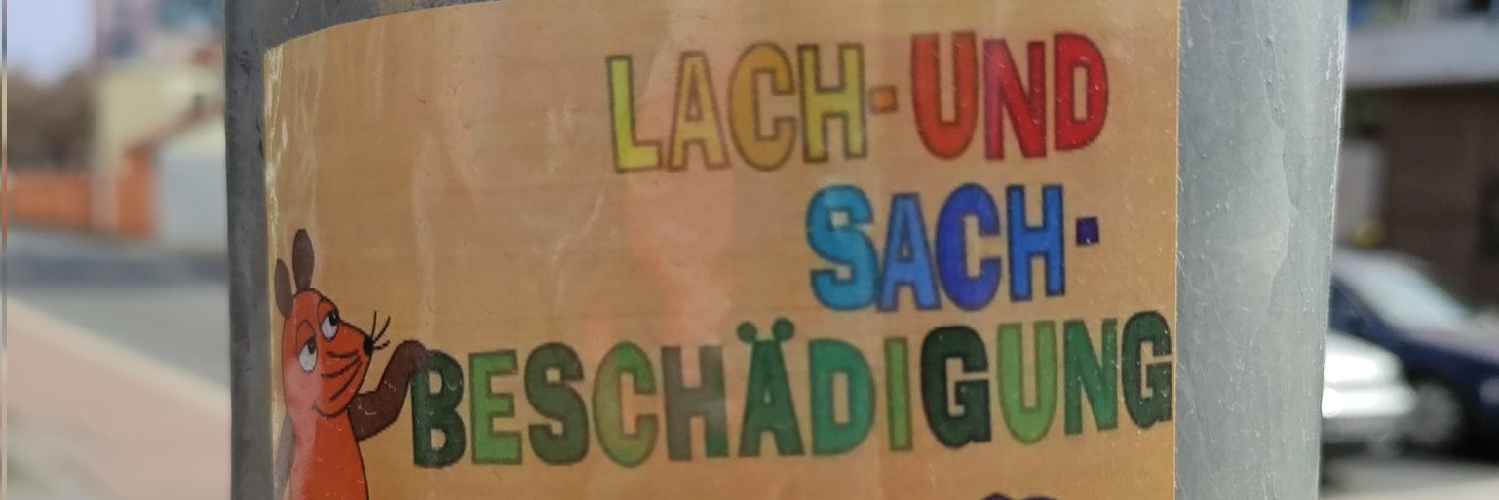 LACH-UND
SACH-
BESCHÄDIGUNG